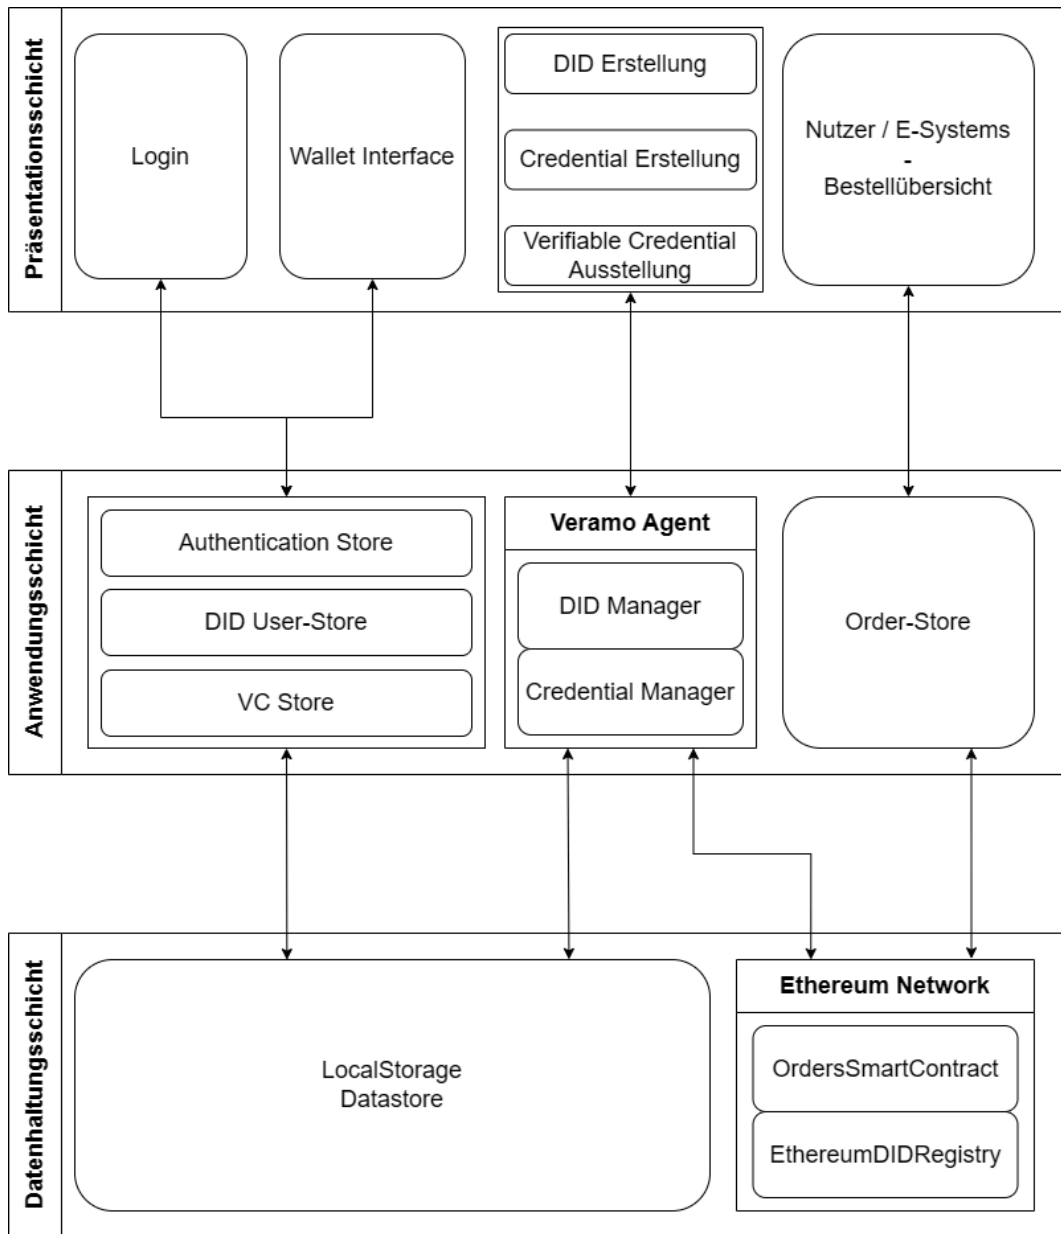 Präsentationsschicht
Login
Wallet Interface
DID Erstellung
Credential Erstellung
Verifiable Credential
Ausstellung
Nutzer / E-Systems
-
Bestellübersicht
Anwendungsschicht
Authentication Store
DID User-Store
VC Store
Veramo Agent
DID Manager
Credential Manager
Order-Store
Datenhaltungsschicht
LocalStorage
Datastore
Ethereum Network
OrdersSmartContract
EthereumDIDRegistry